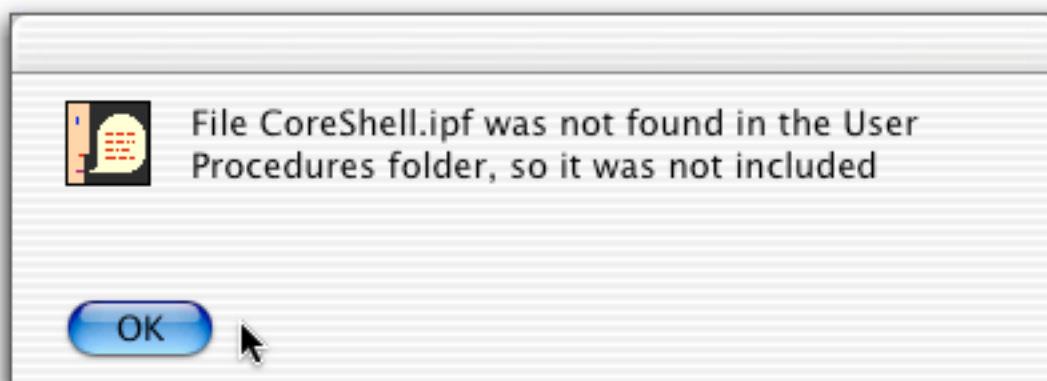 File CoreShell.ipf was not found in the User
Procedures folder, so it was not included
OK